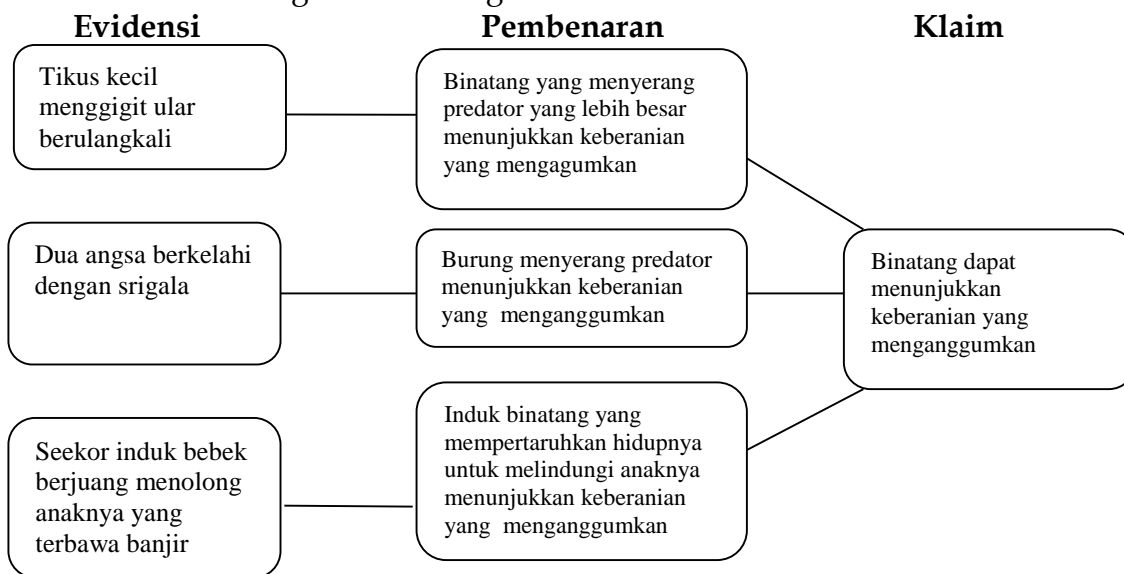 Evidensi
Pembenaran
Klaim
Tikus kecil
menggigit ular
berulangkali
Binatang yang menyerang
predator yang lebih besar
menunjukkan keberanian
yang mengagumkan
Dua angsa berkelahi
dengan srigala
Burung menyerang predator
menunjukkan keberanian
yang menganggumkan
Binatang dapat
menunjukkan
keberanian yang
menganggumkan
Seekor induk bebek
berjuang menolong
anaknya yang
terbawa banjir
Induk binatang yang
mempertaruhkan hidupnya
untuk melindungi anaknya
menunjukkan keberanian
yang menganggumkan